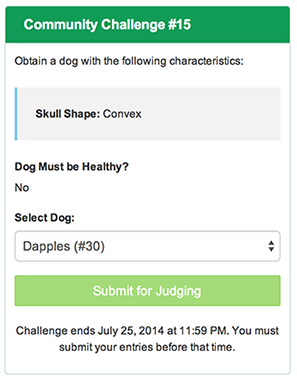 Community Challenge #15
Obtain a dog with the following characteristics:
Skull Shape: Convex
Dog Must be Healthy?
No
Select Dog:
Dapples (#30)
Submit for Judging
Challenge ends July 25, 2014 at 11:59 PM. You must
submit your entries before that time.